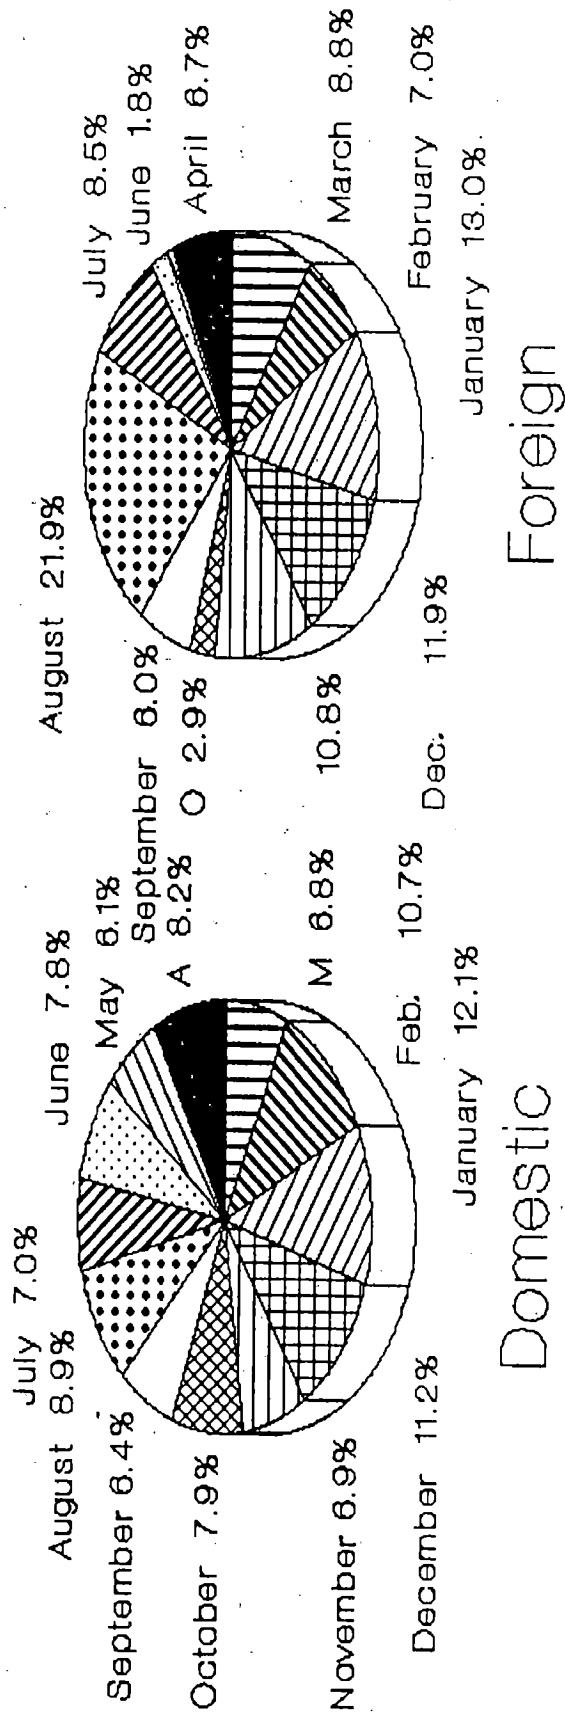 July 7.0%
August 8.9%
June 7.8%
May 6.1%
September 6.4%
A 8.2%
October 7.9%
M 6.8%
November 6.9%
Feb. 10.7%
December 11.2%
January 12.1%
Domestic
August 21.9%
July 8.5%
June 1.8%
September 6.0%
April 6.7%
O 2.9%
March 8.8%
10.8%
February 7.0%
Dec. 11.9%
January 13.0%
Foreign